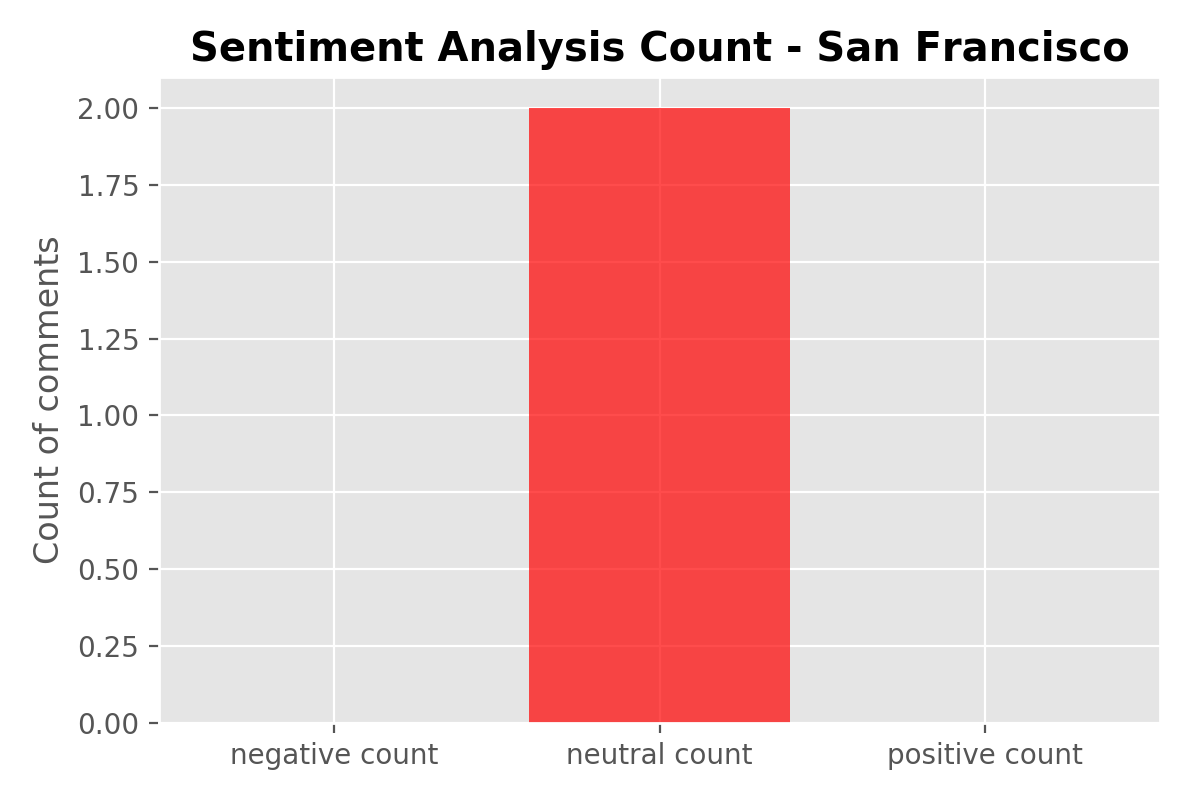 Sentiment Analysis Count - San Francisco
2.00
1.75
1.50
1.25
1.00
0.75
0.50
0.25
0.00
Count of comments
negative count
neutral count
positive count